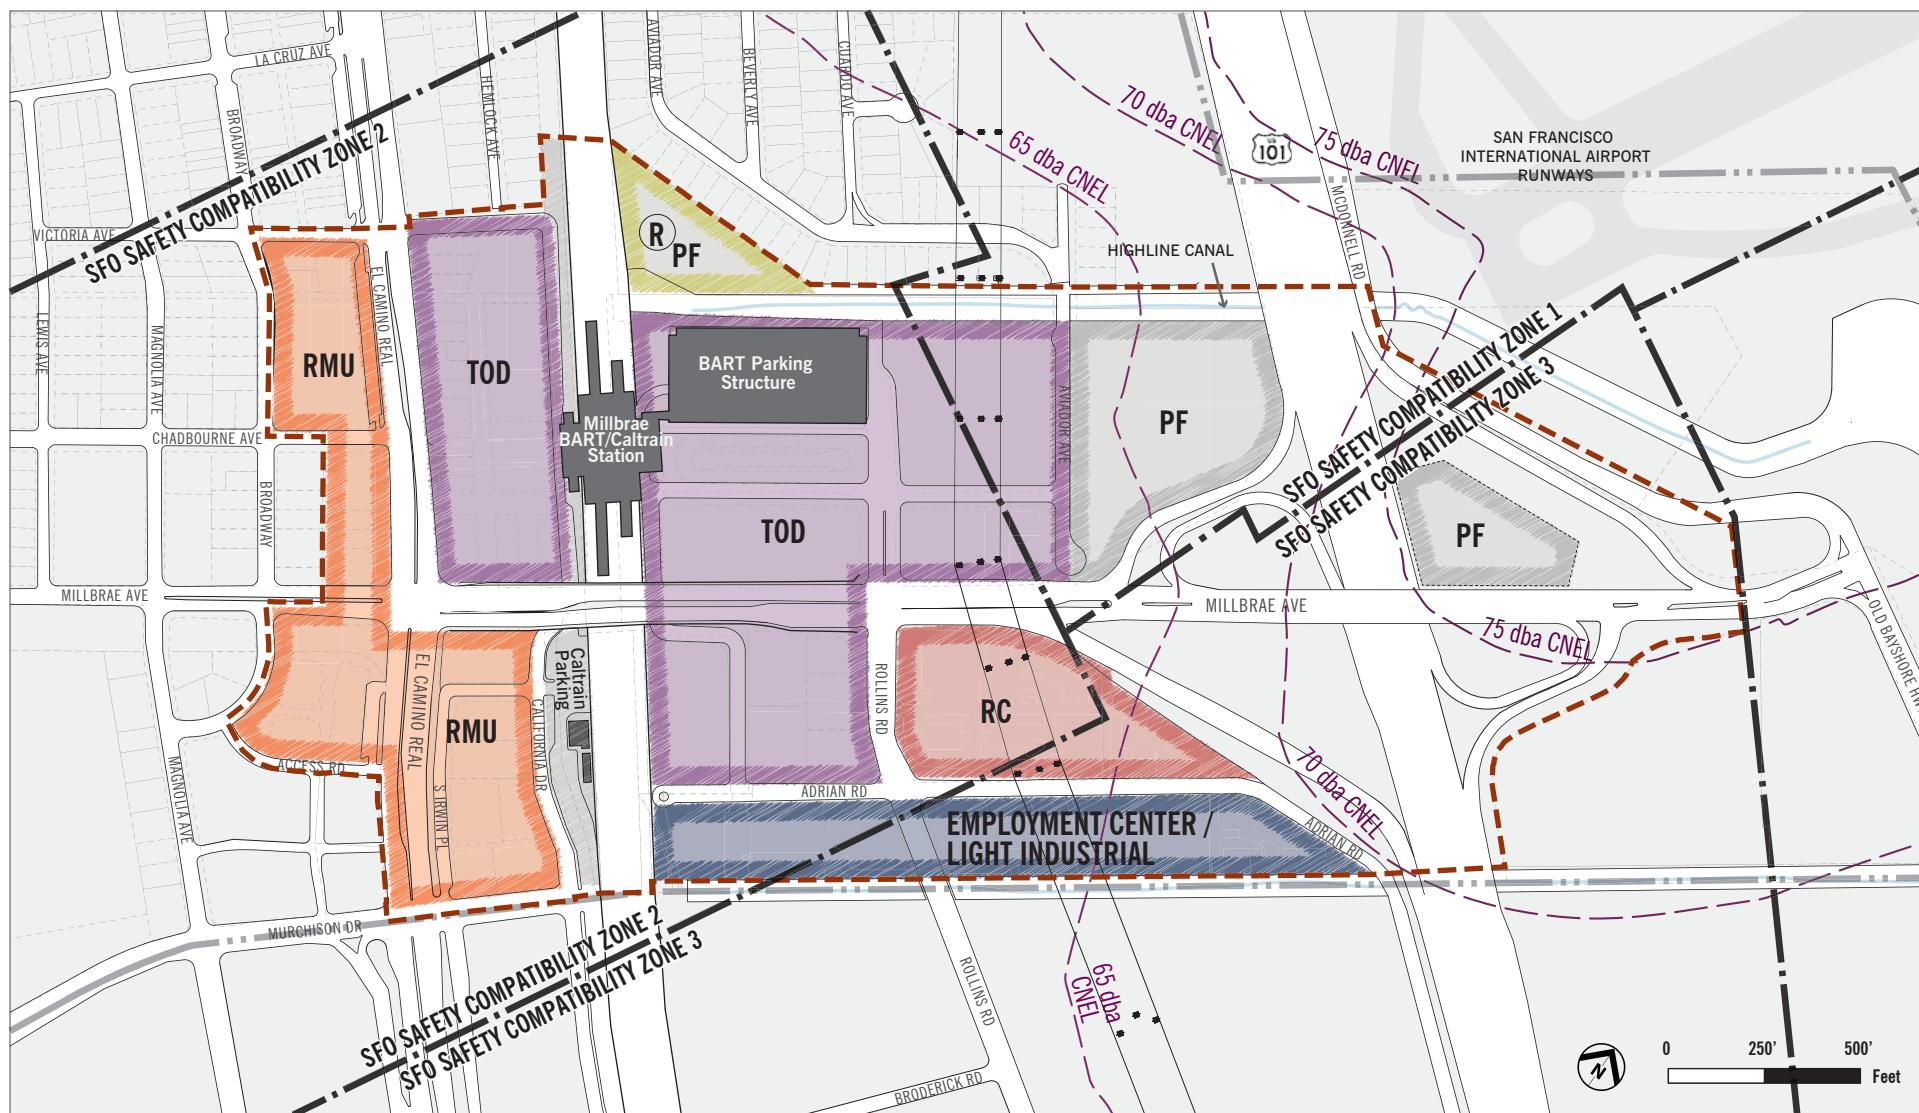 LA CRUZ AVE
BROADWAY
HEMLOCK AVE
AVIADOR AVE
BEVERLY AVE
CUARDO AVE
SFO SAFETY COMPATIBILITY ZONE 2
VICTORIA AVE
LEWIS AVE
MAGNOLIA AVE
EL CAMINO REAL
65 dba CNEL
70 dba CNEL
75 dba CNEL
US
101
SAN FRANCISCO
INTERNATIONAL AIRPORT
RUNWAYS
MCDONNELL RD
HIGHLINE CANAL
R
PF
RMU
TOD
BART Parking
Structure
Millbrae
BART/Caltrain
Station
AVIADOR AVE
PF
SFO SAFETY COMPATIBILITY ZONE 1
SFO SAFETY COMPATIBILITY ZONE 3
CHADBOURNE AVE
BROADWAY
TOD
PF
MILLBRAE AVE
MILLBRAE AVE
75 dba CNEL
OLD BAYSHORE HWY
Caltrain
Parking
EL CAMINO REAL
RMU
CALIFORNIA DR
ROLLINS RD
RC
ACCESS RD
MAGNOLIA AVE
S IRWIN PL
ADRIAN RD
70 dba CNEL
EMPLOYMENT CENTER /
LIGHT INDUSTRIAL
ADRIAN RD
MURCHISON DR
SFO SAFETY COMPATIBILITY ZONE 2
SFO SAFETY COMPATIBILITY ZONE 3
ROLLINS RD
65 dba
CNEL
BRODERICK RD
N
0 250' 500'
Feet